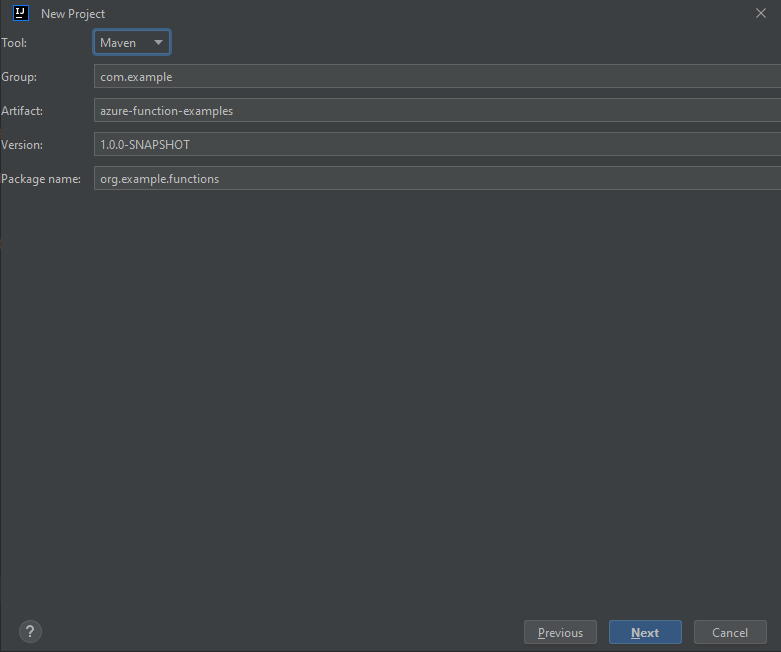 IJ New Project
Tool: Maven
Group: com.example
Artifact: azure-function-examples
Version: 1.0.0-SNAPSHOT
Package name: org.example.functions
? Previous Next Cancel